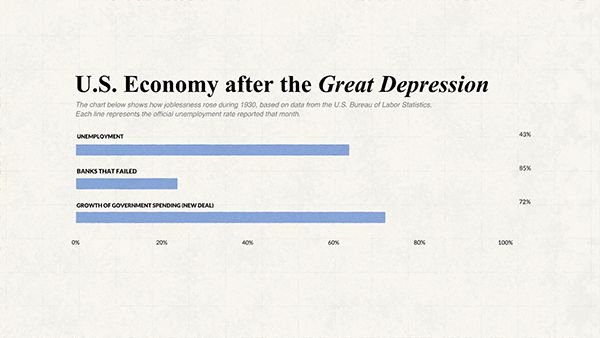 U.S. Economy after the Great Depression
The chart below shows how joblessness rose during 1930, based on data from the U.S. Bureau of Labor Statistics.
Each line represents the official unemployment rate reported that month.
UNEMPLOYMENT
43%
BANKS THAT FAILED
85%
GROWTH OF GOVERNMENT SPENDING (NEW DEAL)
72%
0% 20% 40% 60% 80% 100%